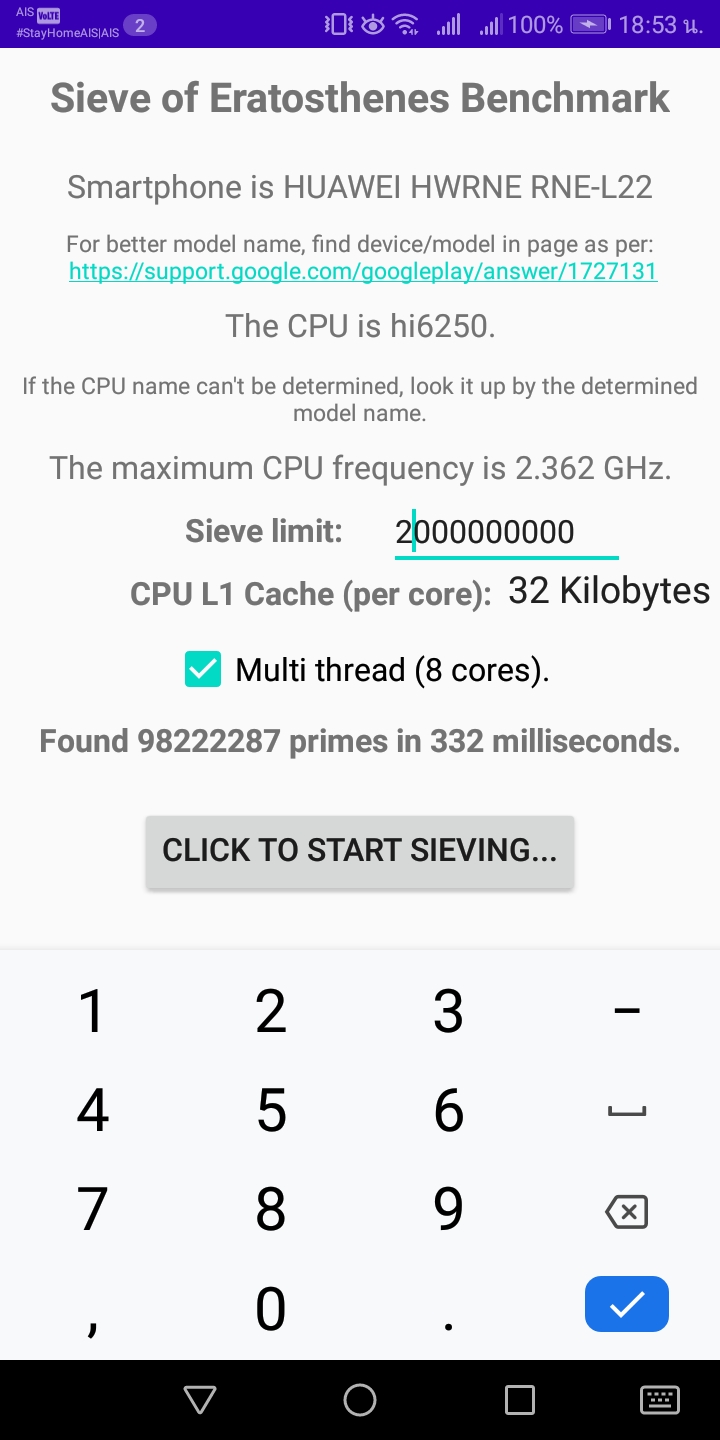 AIS VoLTE
#StayHomeAIS|AIS 2 100% 18:53 น.
Sieve of Eratosthenes Benchmark
Smartphone is HUAWEI HWRNE RNE-L22
For better model name, find device/model in page as per:
https://support.google.com/googleplay/answer/1727131
The CPU is hi6250.
If the CPU name can't be determined, look it up by the determined
model name.
The maximum CPU frequency is 2.362 GHz.
Sieve limit: 2000000000
CPU L1 Cache (per core): 32 Kilobytes
Multi thread (8 cores).
Found 98222287 primes in 332 milliseconds.
CLICK TO START SIEVING...
1 2 3 –
4 5 6
7 8 9
, 0 .